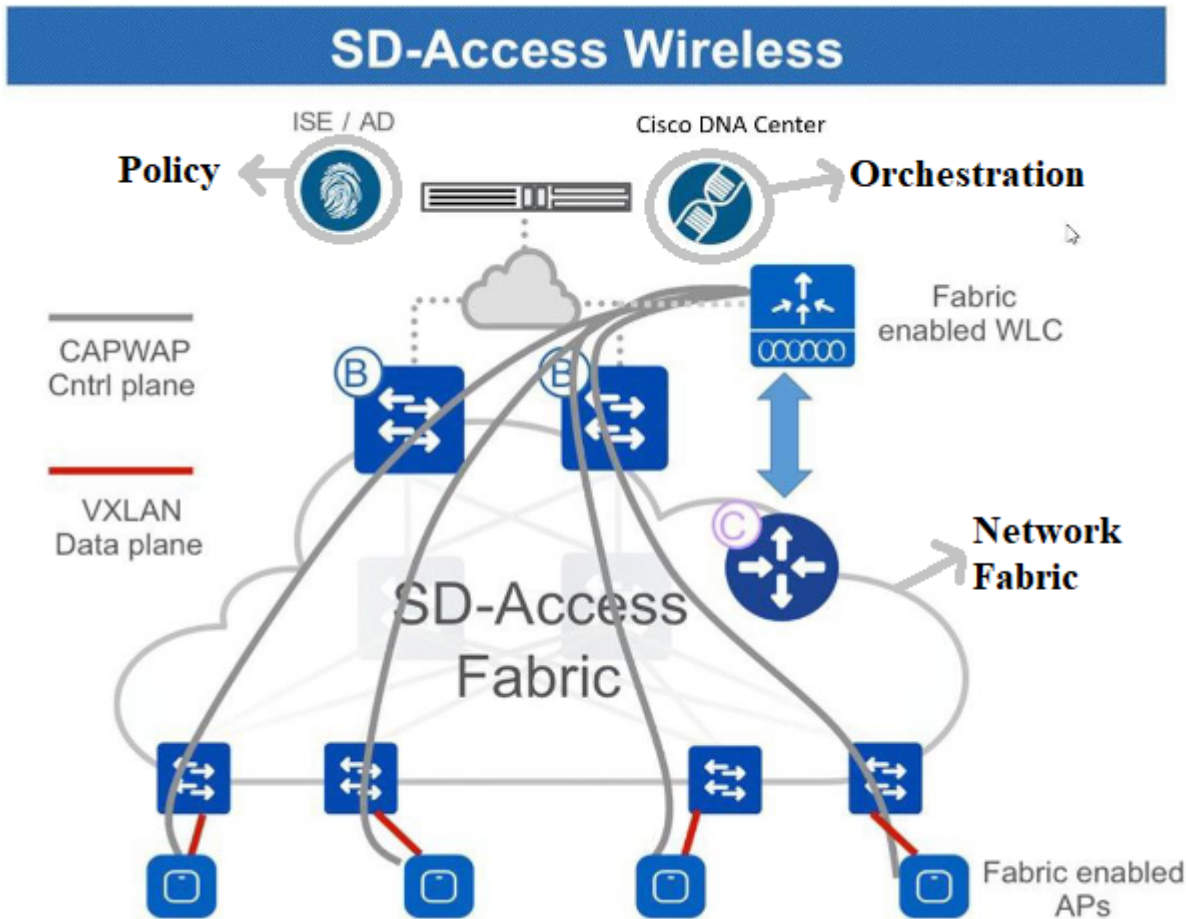 SD-Access Wireless
ISE / AD
Cisco DNA Center
Policy
Orchestration
Fabric
enabled WLC
CAPWAP
Cntrl plane
B
B
VXLAN
Data plane
C
Network
Fabric
SD-Access
Fabric
Fabric enabled
APs